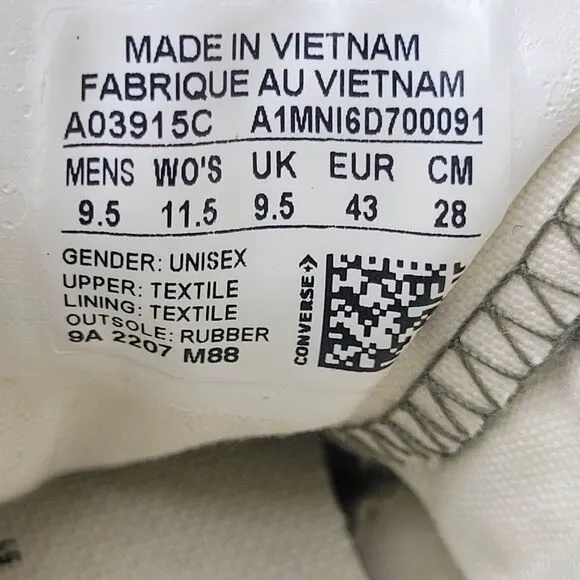 MADE IN VIETNAM
FABRIQUE AU VIETNAM
A03915C A1MNI6D700091
MENS WO'S UK EUR CM
9.5 11.5 9.5 43 28
GENDER: UNISEX
UPPER: TEXTILE
LINING: TEXTILE
OUTSOLE: RUBBER
9A 2207 M88
CONVERSE